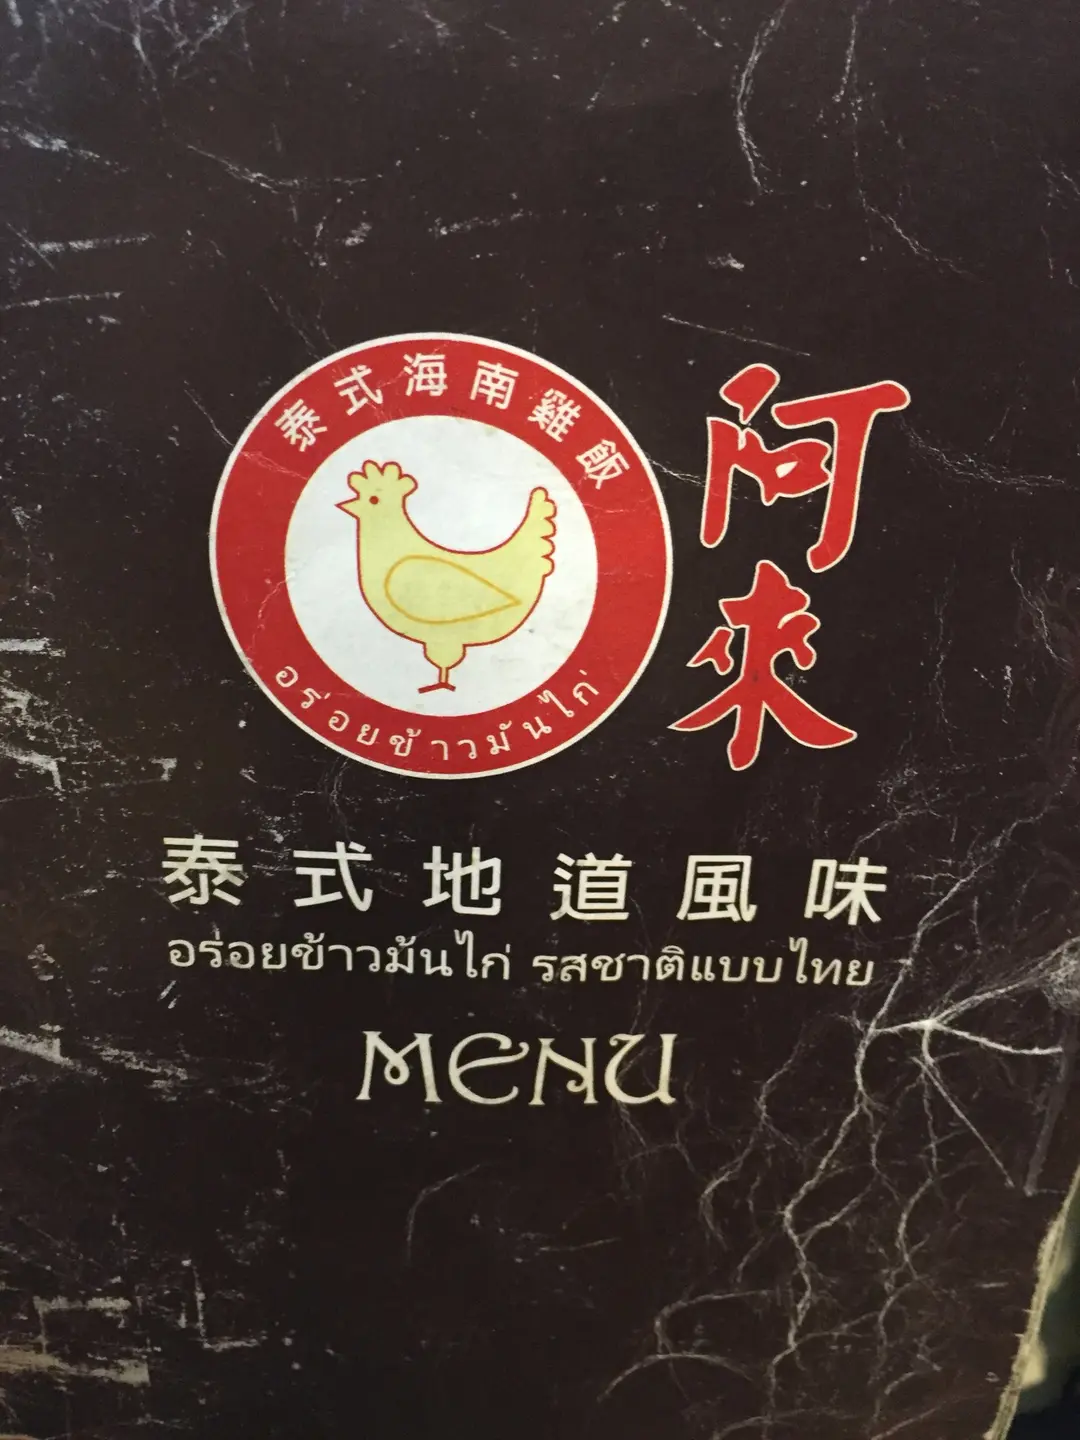 泰式海南雞飯
อร่อยข้าวมันไก่
阿來
泰式地道風味
อร่อยข้าวมันไก่ รสชาติแบบไทย
MENU